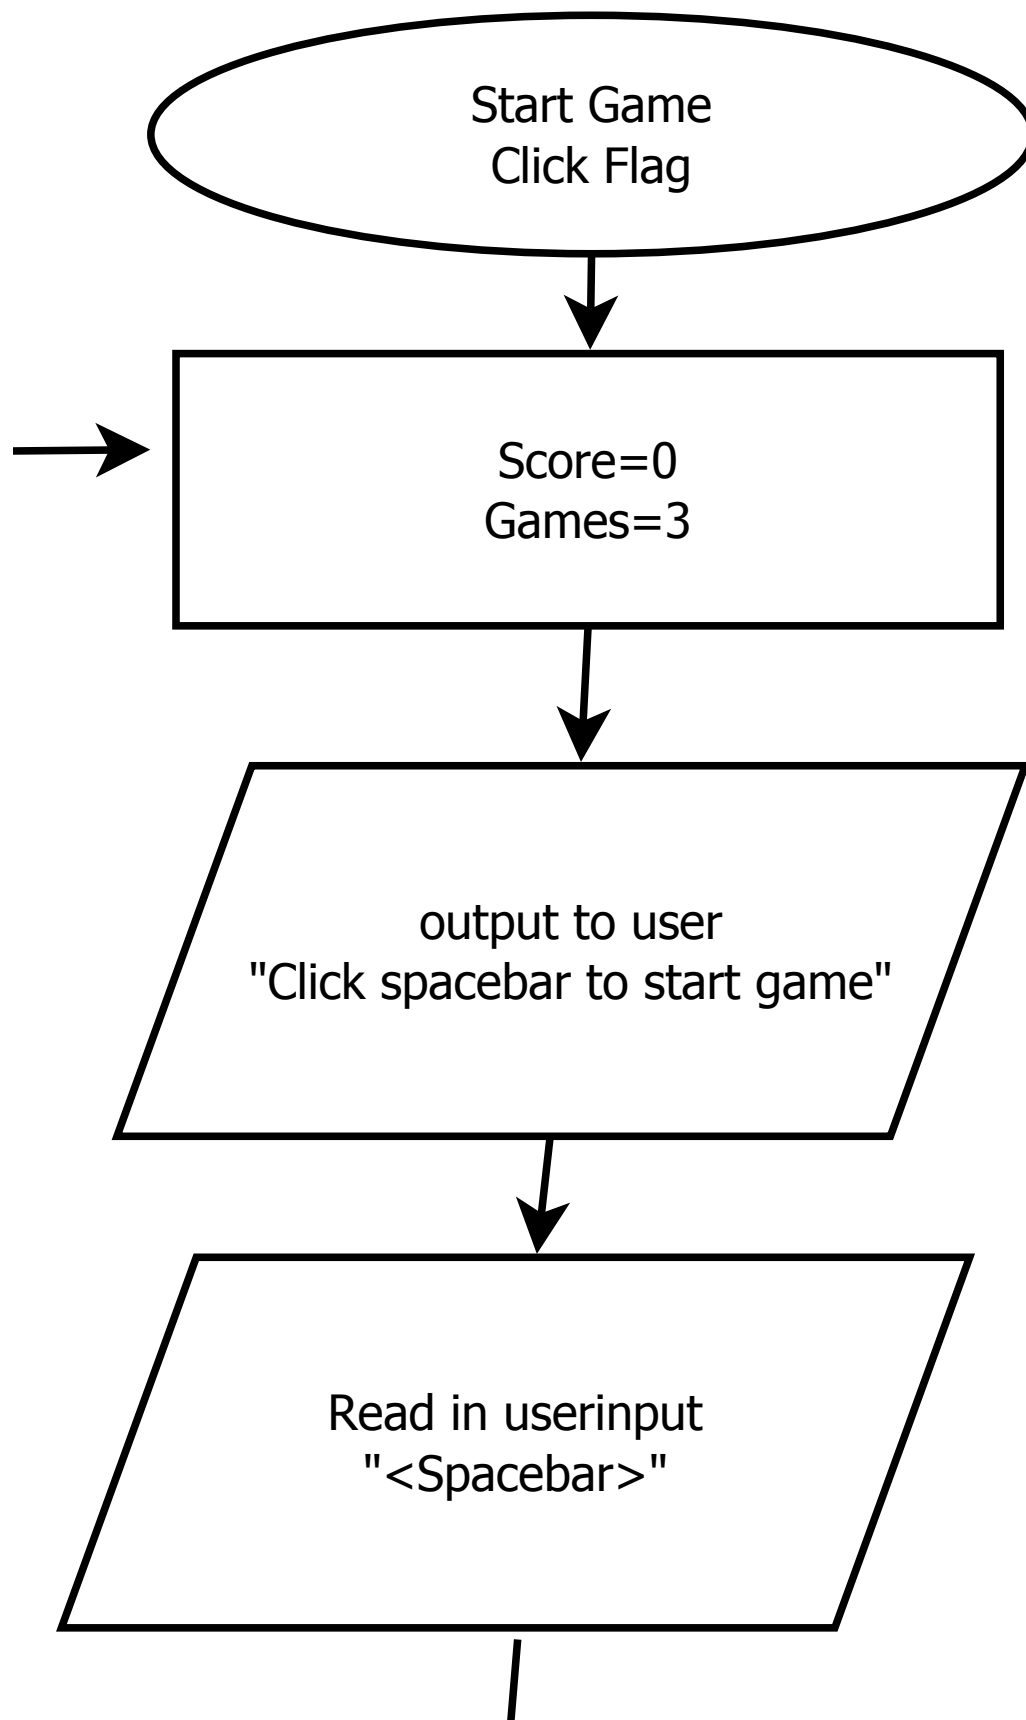 Start Game
Click Flag
Score=0
Games=3
output to user
"Click spacebar to start game"
Read in userinput
"<Spacebar>"